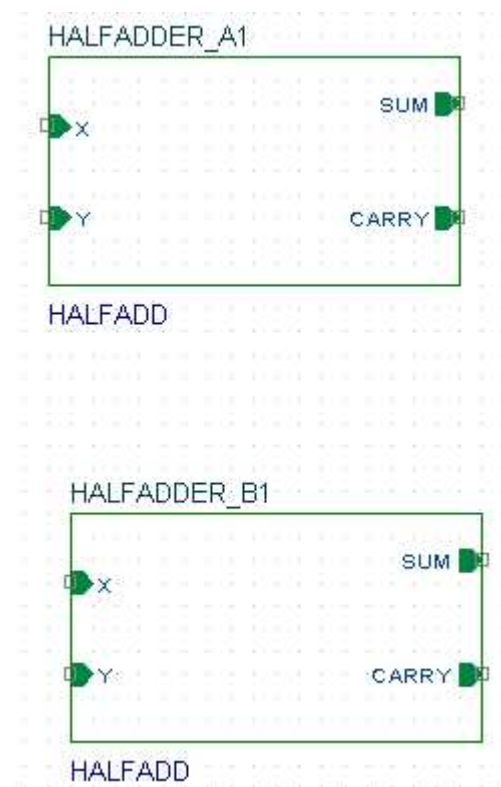 HALFADDER_A1
SUM
X
Y CARRY
HALFADD
HALFADDER_B1
SUM
X
Y CARRY
HALFADD